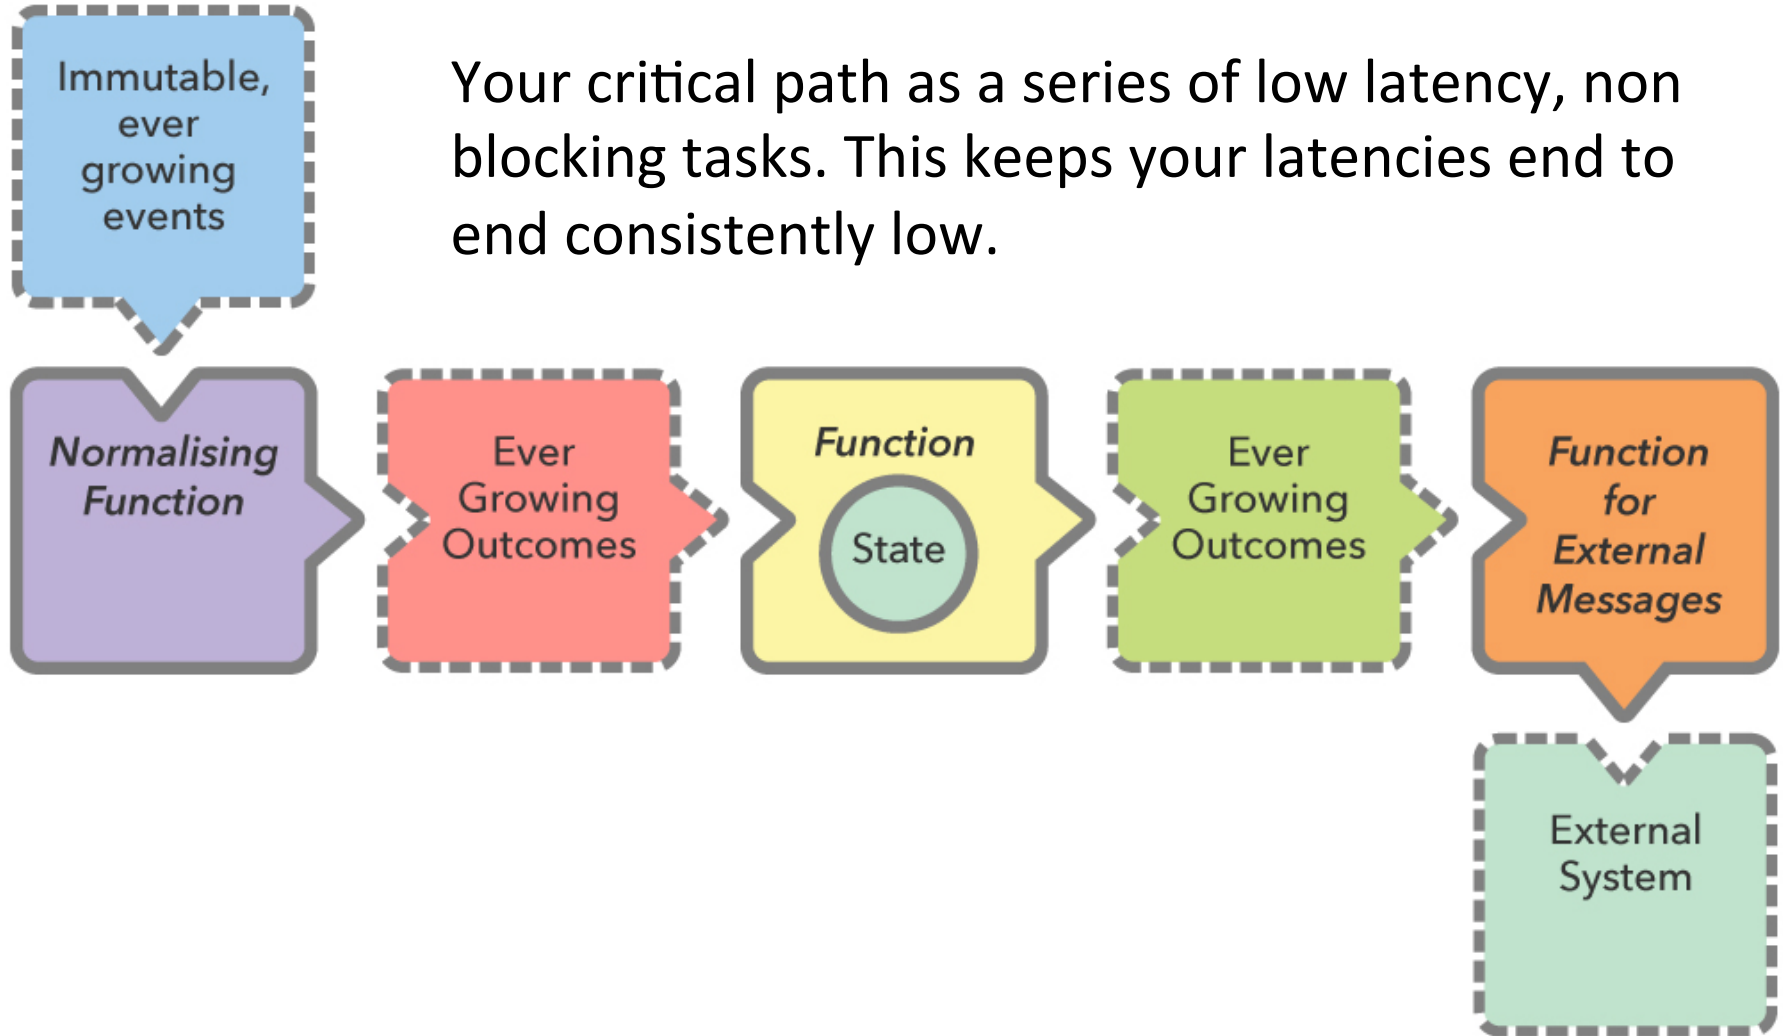 Immutable,
ever
growing
events
Your critical path as a series of low latency, non
blocking tasks. This keeps your latencies end to
end consistently low.
Normalising
Function
Ever
Growing
Outcomes
Function
State
Ever
Growing
Outcomes
Function
for
External
Messages
External
System